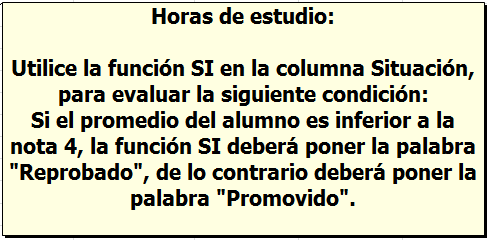 Horas de estudio:
Utilice la función SI en la columna Situación,
para evaluar la siguiente condición:
Si el promedio del alumno es inferior a la
nota 4, la función SI deberá poner la palabra
"Reprobado", de lo contrario deberá poner la
palabra "Promovido".